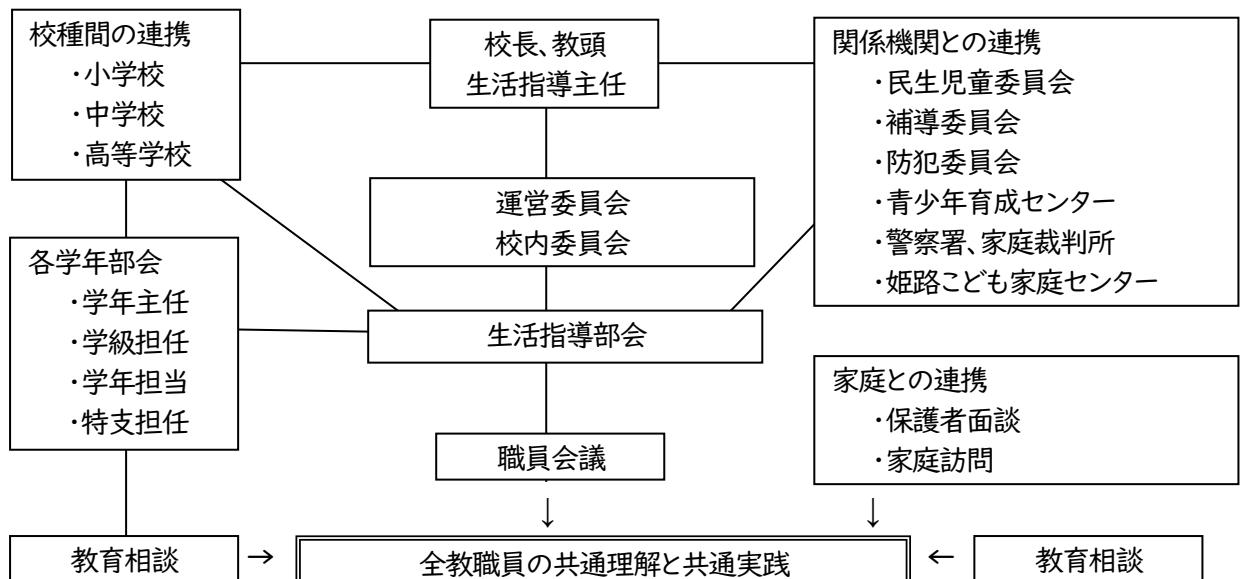 校種間の連携
・小学校
・中学校
・高等学校
校長、教頭
生活指導主任
関係機関との連携
・民生児童委員会
・補導委員会
・防犯委員会
・青少年育成センター
・警察署、家庭裁判所
・姫路こども家庭センター
運営委員会
校内委員会
各学年部会
・学年主任
・学級担任
・学年担当
・特支担任
生活指導部会
家庭との連携
・保護者面談
・家庭訪問
職員会議
↓
↓
教育相談
→
全教職員の共通理解と共通実践
←
教育相談